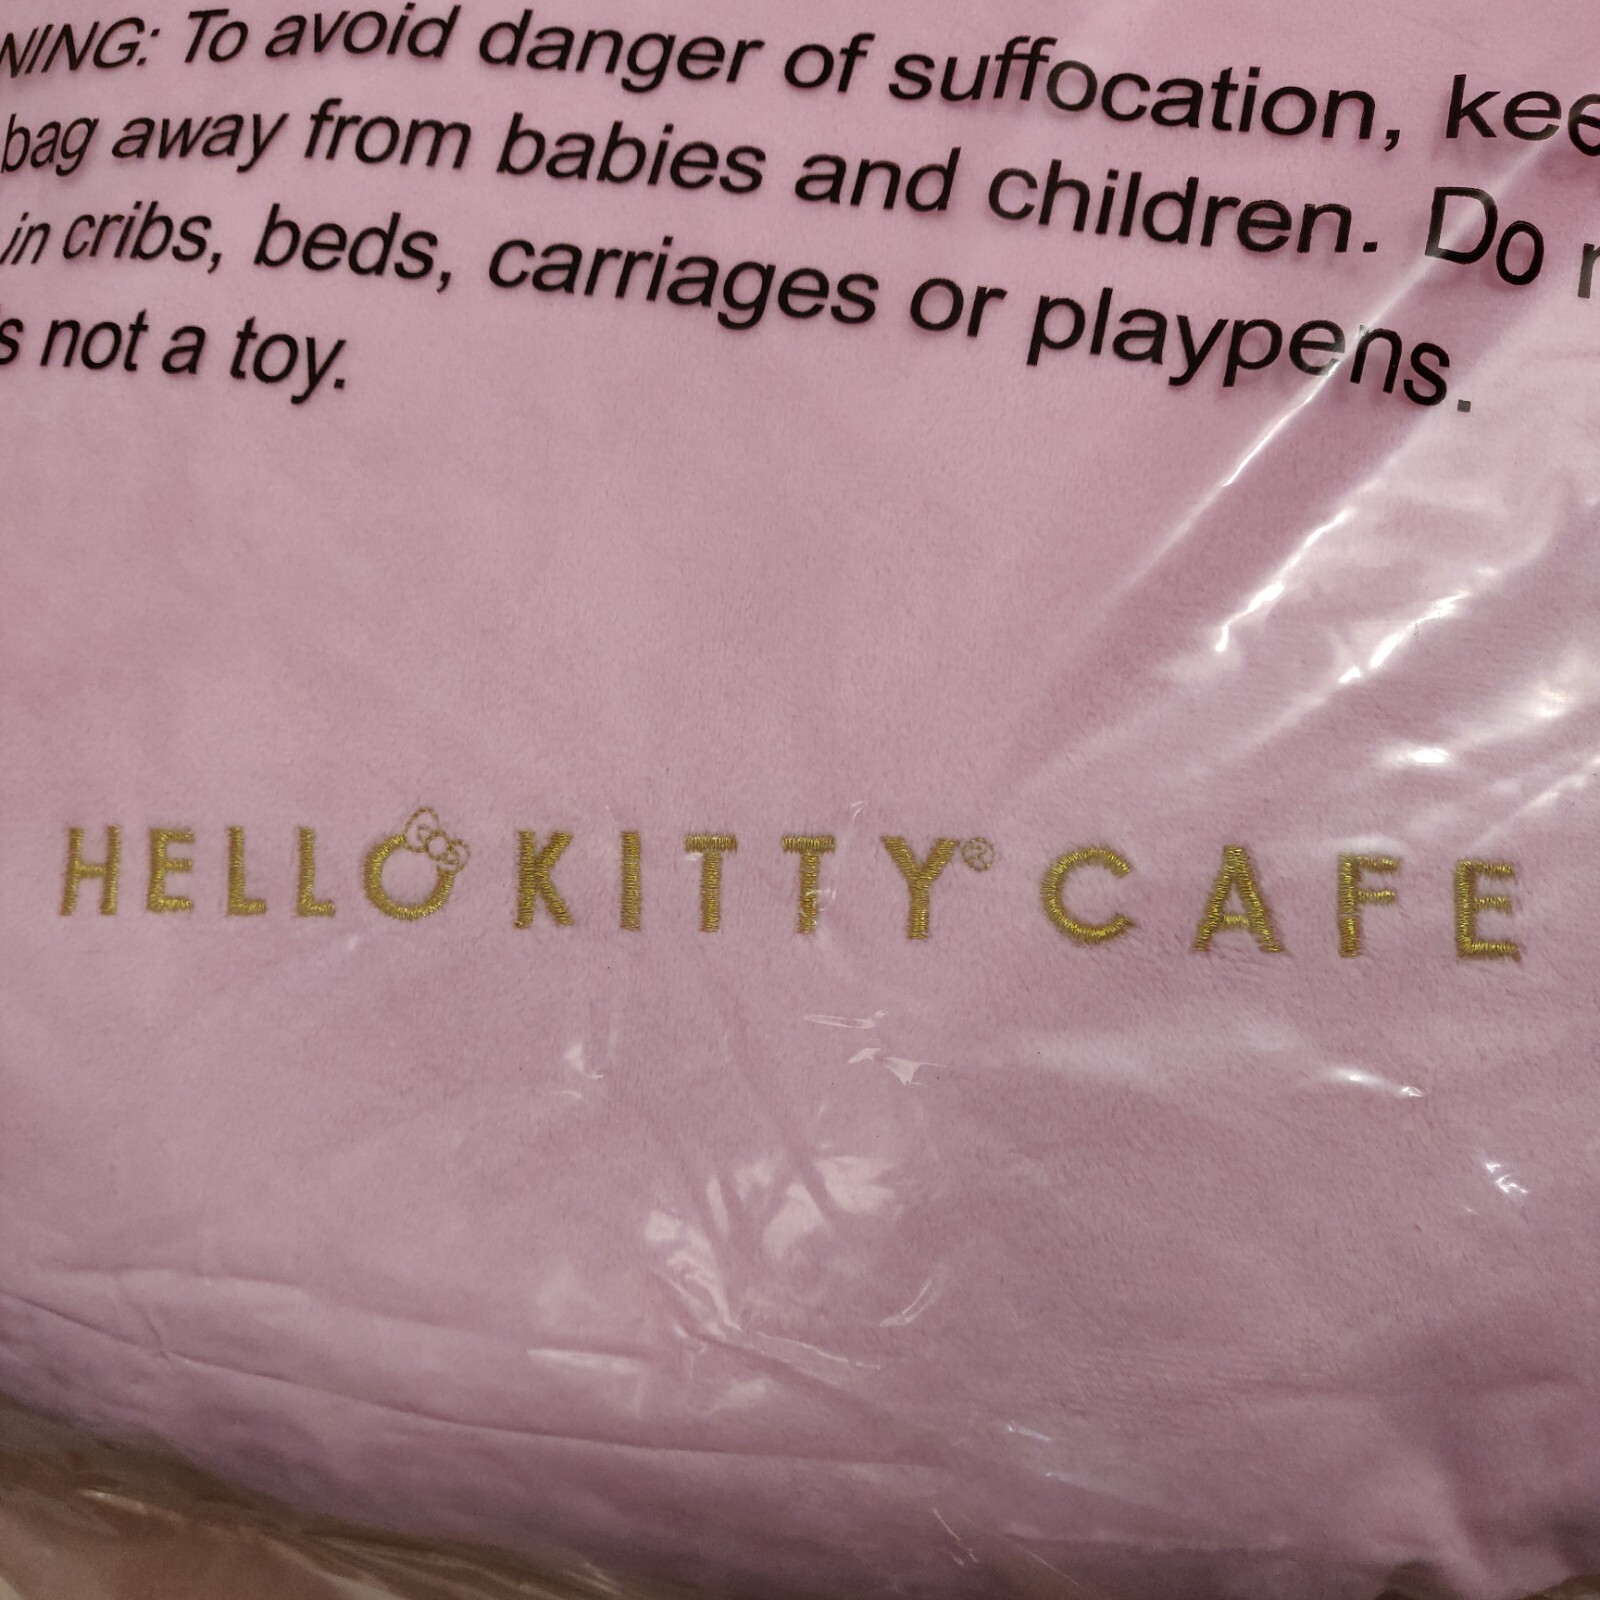 NING: To avoid danger of suffocation, kee
bag away from babies and children. Do
in cribs, beds, carriages or playpens.
s not a toy.
HELLO KITTY® CAFE